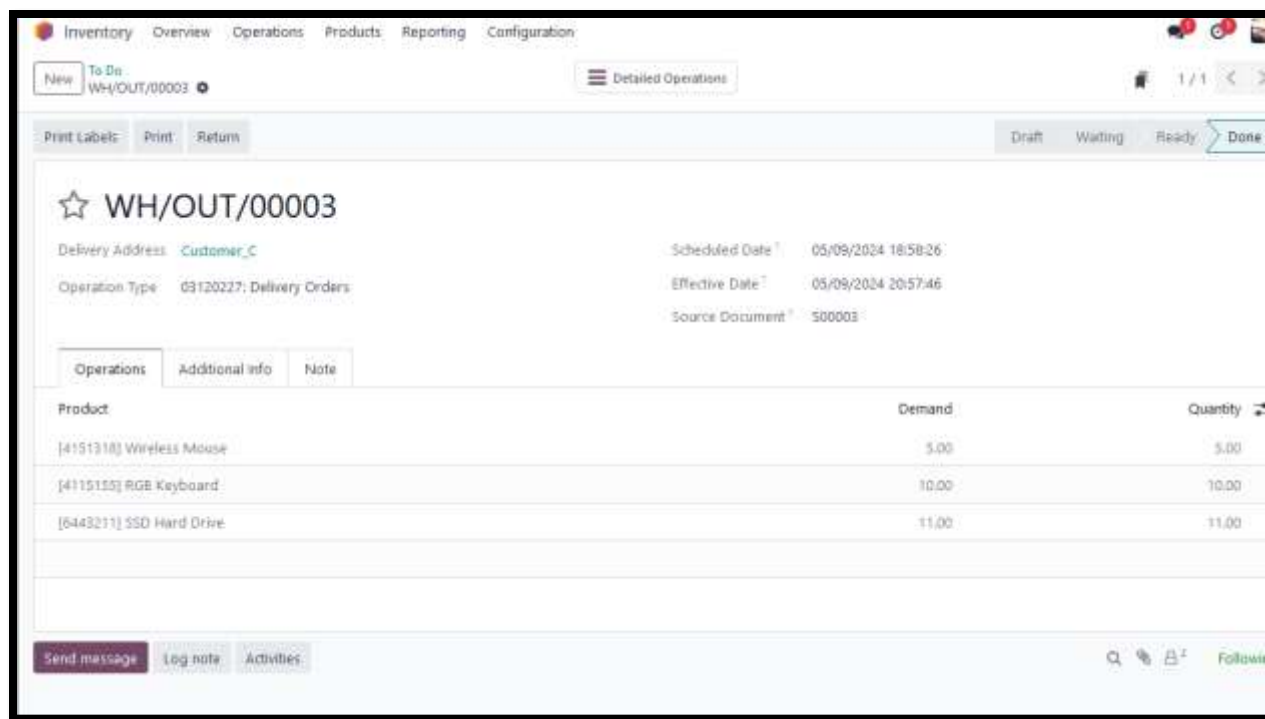 Inventory Overview Operations Products Reporting Configuration
New To Do
WH/OUT/00003
Detailed Operations
1 / 1
Print Labels Print Return
Draft Waiting Ready Done
WH/OUT/00003
Delivery Address Customer_C
Scheduled Date ? 05/09/2024 18:58:26
Operation Type 03120227: Delivery Orders
Effective Date ? 05/09/2024 20:57:46
Source Document ? S00003
Operations Additional Info Note
Product Demand Quantity
[4151318] Wireless Mouse 5.00 5.00
[4115155] RGB Keyboard 10.00 10.00
[6443211] SSD Hard Drive 11.00 11.00
Send message Log note Activities
2 Followin